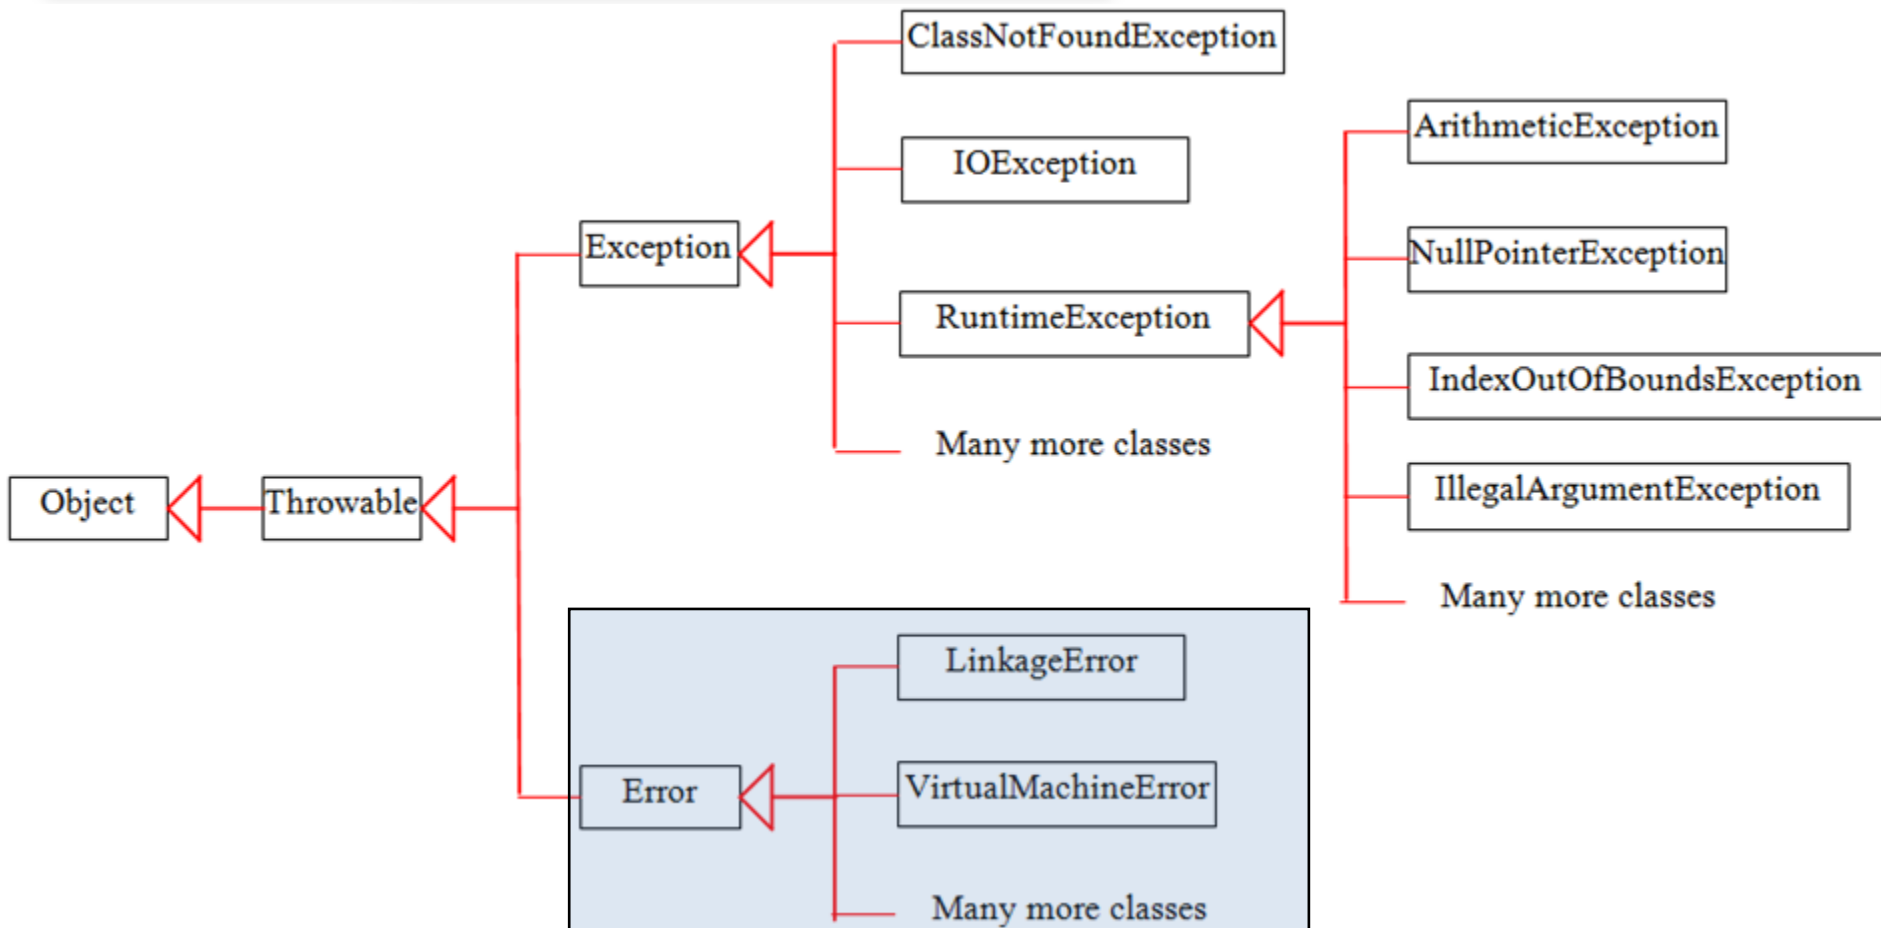 ClassNotFoundException
ArithmeticException
IOException
Exception
NullPointerException
RuntimeException
IndexOutOfBoundsException
Many more classes
Object
Throwable
IllegalArgumentException
Many more classes
LinkageError
Error
VirtualMachineError
Many more classes